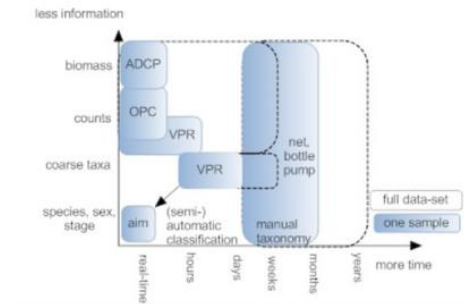 less information
biomass
ADCP
counts
OPC
VPR
coarse taxa
VPR
net,
bottle
pump
species, sex,
stage
aim
(semi-)
automatic
classification
manual
taxonomy
full data-set
one sample
real-time
hours
days
weeks
months
years
more time